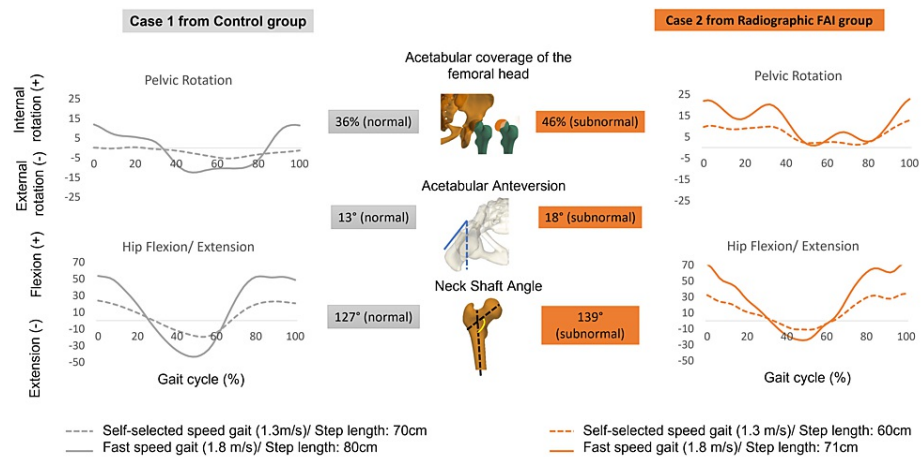 Case 1 from Control group
Case 2 from Radiographic FAI group
Acetabular coverage of the
femoral head
36% (normal)
46% (subnormal)
Acetabular Anteversion
13° (normal)
18° (subnormal)
Neck Shaft Angle
127° (normal)
139°
(subnormal)
Internal
rotation (+)
External
rotation (-)
Pelvic Rotation
25
15
5
-5
-15
-25
0 20 40 60 80 100
Flexion (+)
Extension (-)
Hip Flexion/ Extension
70
50
30
10
-10
-30
-50
0 20 40 60 80 100
Gait cycle (%)
Pelvic Rotation
25
15
5
-5
-15
-25
0 20 40 60 80 100
Hip Flexion/ Extension
70
50
30
10
-10
-30
-50
0 20 40 60 80 100
Gait cycle (%)
Self-selected speed gait (1.3m/s)/ Step length: 70cm
Fast speed gait (1.8 m/s)/ Step length: 80cm
Self-selected speed gait (1.3 m/s)/ Step length: 60cm
Fast speed gait (1.8 m/s)/ Step length: 71cm